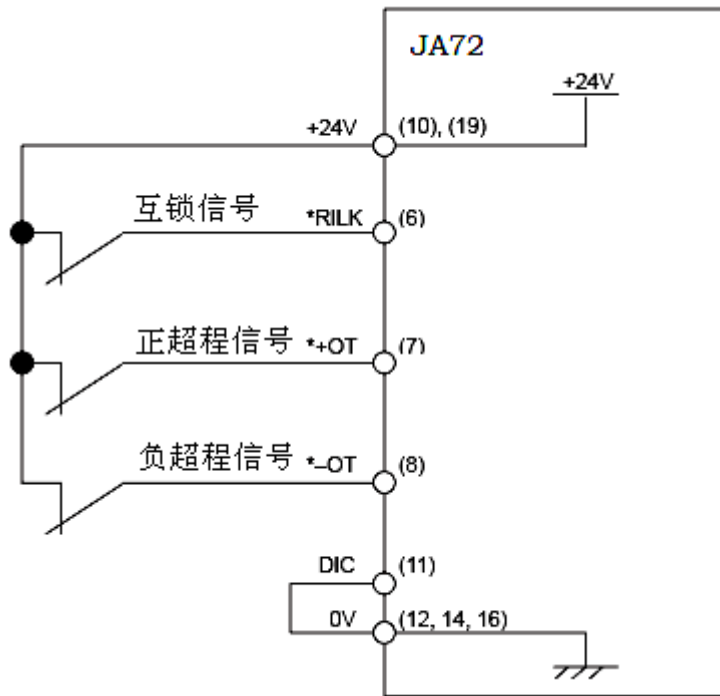 JA72
+24V
+24V (10), (19)
互锁信号 *RILK (6)
正超程信号 *+OT (7)
负超程信号 *–OT (8)
DIC (11)
0V (12, 14, 16)